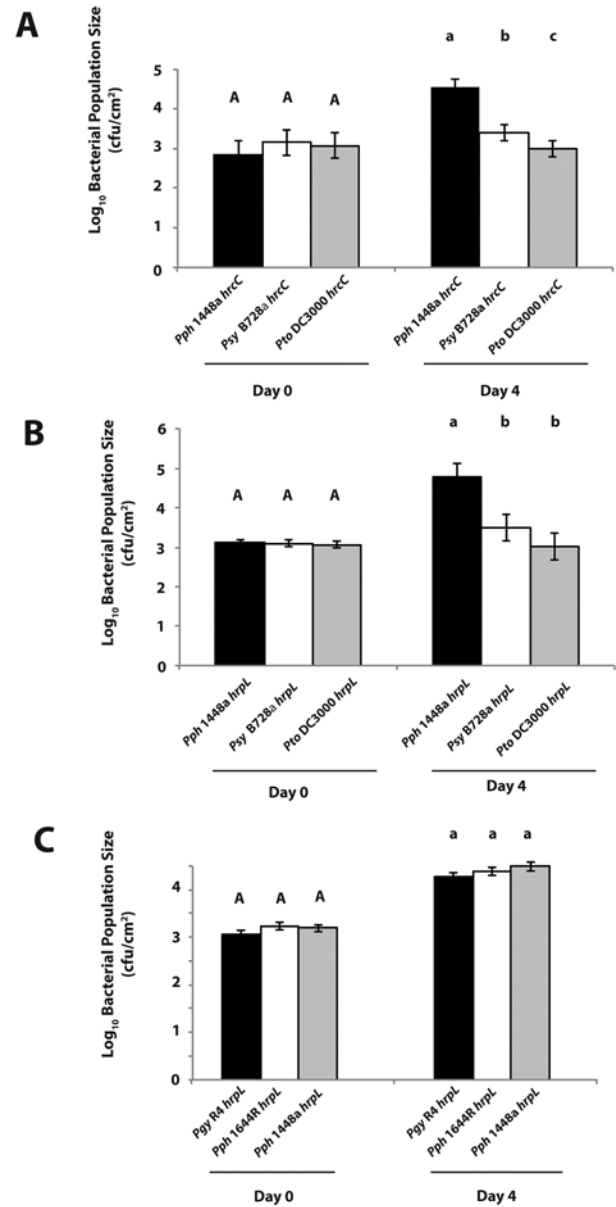 A
Log10 Bacterial Population Size
(cfu/cm2)
5
4
3
2
1
0
A A A
a b c
Pph 1448a hrcC
Psy B728a hrcC
Pto DC3000 hrcC
Pph 1448a hrcC
Psy B728a hrcC
Pto DC3000 hrcC
Day 0
Day 4
B
Log10 Bacterial Population Size
(cfu/cm2)
6
5
4
3
2
1
0
A A A
a b b
Pph 1448a hrpL
Psy B728a hrpL
Pto DC3000 hrpL
Pph 1448a hrpL
Psy B728a hrpL
Pto DC3000 hrpL
Day 0
Day 4
C
Log10 Bacterial Population Size
(cfu/cm2)
4
3
2
1
0
A A A
a a a
Pgy R4 hrpL
Pph 1644R hrpL
Pph 1448a hrpL
Pgy R4 hrpL
Pph 1644R hrpL
Pph 1448a hrpL
Day 0
Day 4